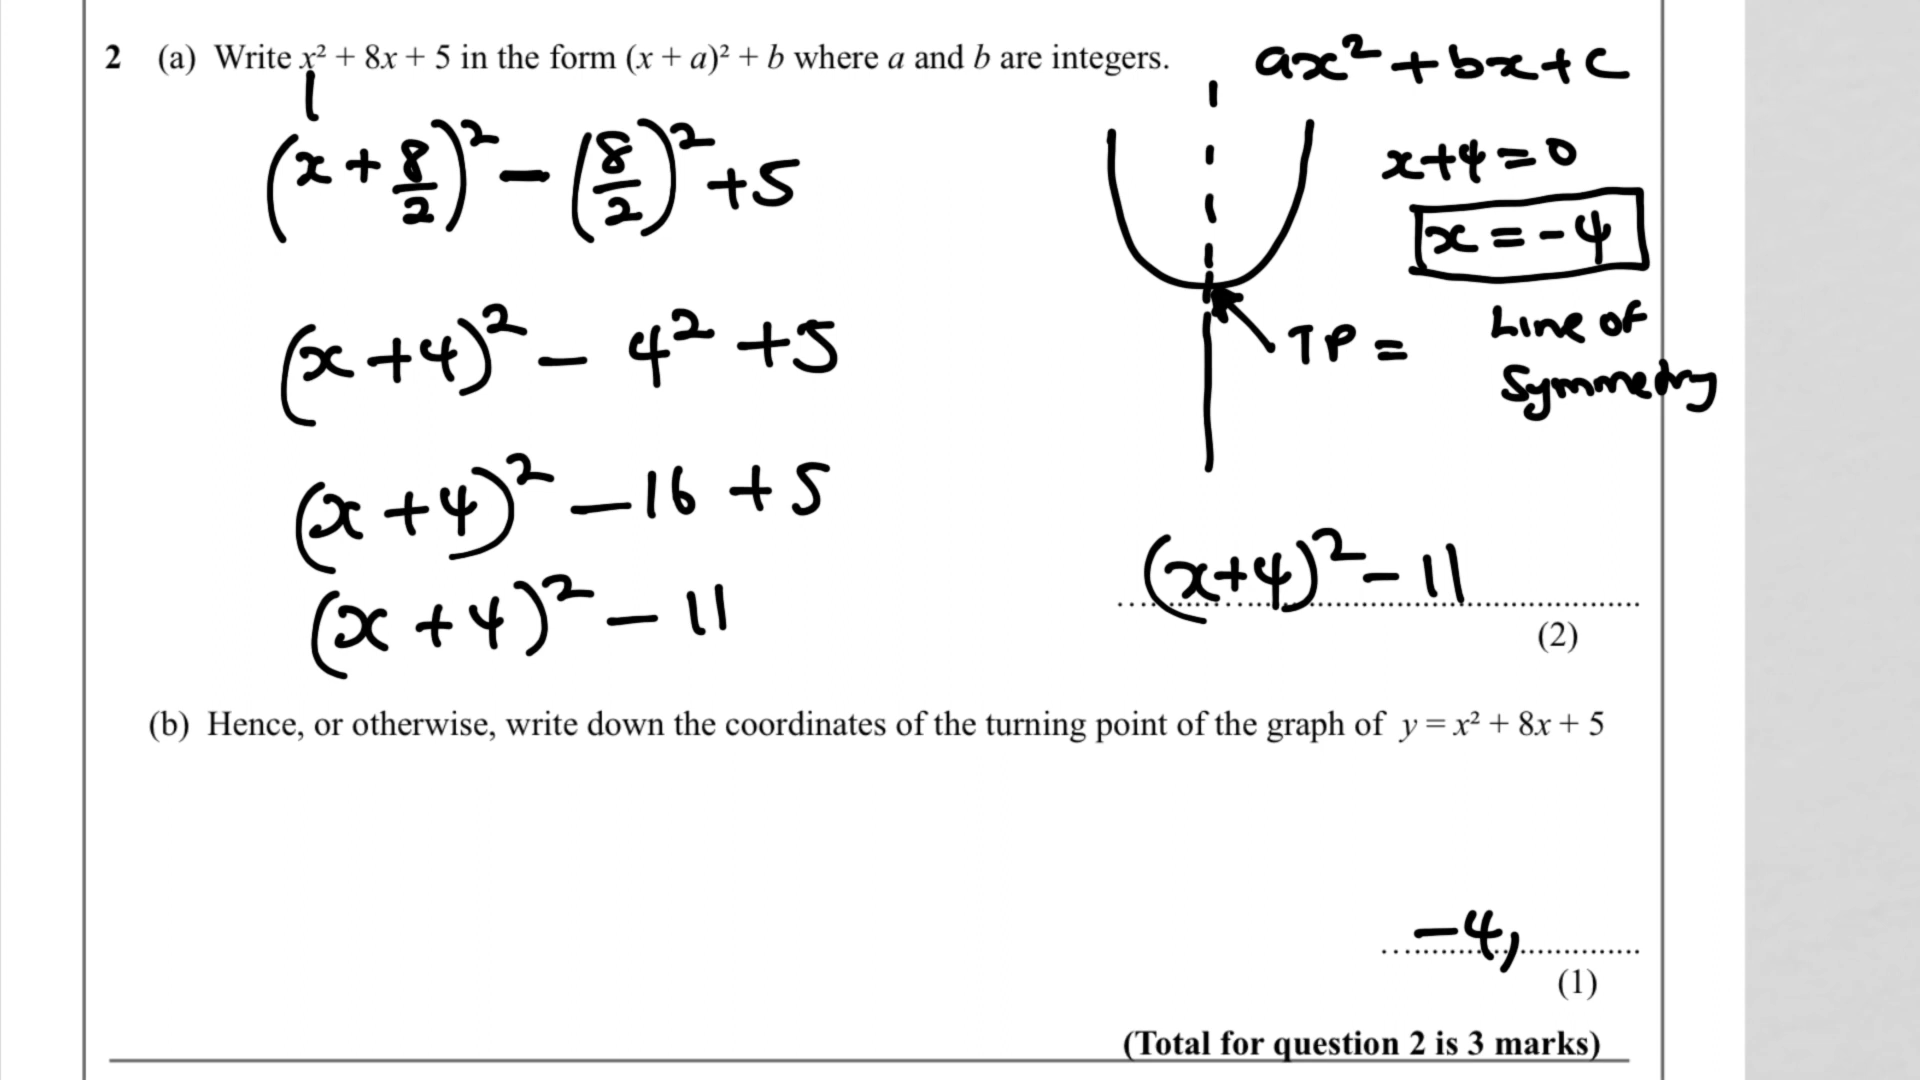 2 (a) Write x² + 8x + 5 in the form (x + a)² + b where a and b are integers.
ax² + bx + c
1
(x + 8/2)² - (8/2)² + 5
x + 4 = 0
x = -4
(x + 4)² - 4² + 5
TP =
Line of
Symmetry
(x + 4)² - 16 + 5
(x + 4)² - 11
(x + 4)² - 11
(2)
(b) Hence, or otherwise, write down the coordinates of the turning point of the graph of y = x² + 8x + 5
-4,
(1)
(Total for question 2 is 3 marks)